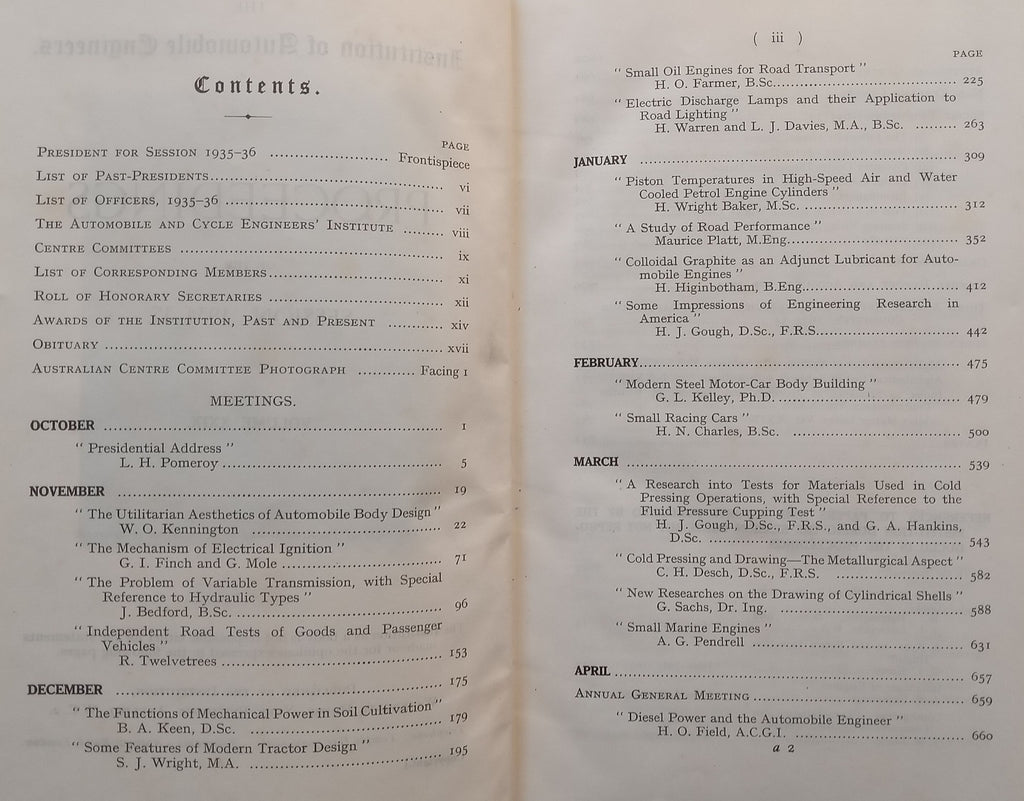 Contents.
PAGE
PRESIDENT FOR SESSION 1935–36 .................... Frontispiece
LIST OF PAST-PRESIDENTS.................... vi
LIST OF OFFICERS, 1935–36 .................... vii
THE AUTOMOBILE AND CYCLE ENGINEERS' INSTITUTE ........ viii
CENTRE COMMITTEES .................... ix
LIST OF CORRESPONDING MEMBERS.................... xi
ROLL OF HONORARY SECRETARIES .................... xii
AWARDS OF THE INSTITUTION, PAST AND PRESENT ............ xiv
OBITUARY .................... xvii
AUSTRALIAN CENTRE COMMITTEE PHOTOGRAPH ............ Facing 1
MEETINGS.
OCTOBER .................... 1
"Presidential Address"
L. H. Pomeroy .................... 5
NOVEMBER .................... 19
"The Utilitarian Aesthetics of Automobile Body Design"
W. O. Kennington .................... 22
"The Mechanism of Electrical Ignition"
G. I. Finch and G. Mole .................... 71
"The Problem of Variable Transmission, with Special
Reference to Hydraulic Types"
J. Bedford, B.Sc. .................... 96
"Independent Road Tests of Goods and Passenger
Vehicles"
R. Twelvetrees .................... 153
DECEMBER .................... 175
"The Functions of Mechanical Power in Soil Cultivation"
B. A. Keen, D.Sc. .................... 179
"Some Features of Modern Tractor Design"
S. J. Wright, M.A. .................... 195
( iii )
PAGE
"Small Oil Engines for Road Transport"
H. O. Farmer, B.Sc.................... 225
"Electric Discharge Lamps and their Application to
Road Lighting"
H. Warren and L. J. Davies, M.A., B.Sc. ......... 263
JANUARY .................... 309
"Piston Temperatures in High-Speed Air and Water
Cooled Petrol Engine Cylinders"
H. Wright Baker, M.Sc. .................... 312
"A Study of Road Performance"
Maurice Platt, M.Eng.................... 352
"Colloidal Graphite as an Adjunct Lubricant for Auto-
mobile Engines"
H. Higinbotham, B.Eng.................... 412
"Some Impressions of Engineering Research in
America"
H. J. Gough, D.Sc., F.R.S.................... 442
FEBRUARY.................... 475
"Modern Steel Motor-Car Body Building"
G. L. Kelley, Ph.D. .................... 479
"Small Racing Cars"
H. N. Charles, B.Sc. .................... 500
MARCH .................... 539
"A Research into Tests for Materials Used in Cold
Pressing Operations, with Special Reference to the
Fluid Pressure Cupping Test"
H. J. Gough, D.Sc., F.R.S., and G. A. Hankins,
D.Sc. .................... 543
"Cold Pressing and Drawing—The Metallurgical Aspect"
C. H. Desch, D.Sc., F.R.S. .................... 582
"New Researches on the Drawing of Cylindrical Shells"
G. Sachs, Dr. Ing. .................... 588
"Small Marine Engines"
A. G. Pendrell .................... 631
APRIL .................... 657
ANNUAL GENERAL MEETING .................... 659
"Diesel Power and the Automobile Engineer"
H. O. Field, A.C.G.I. .................... 660
a 2